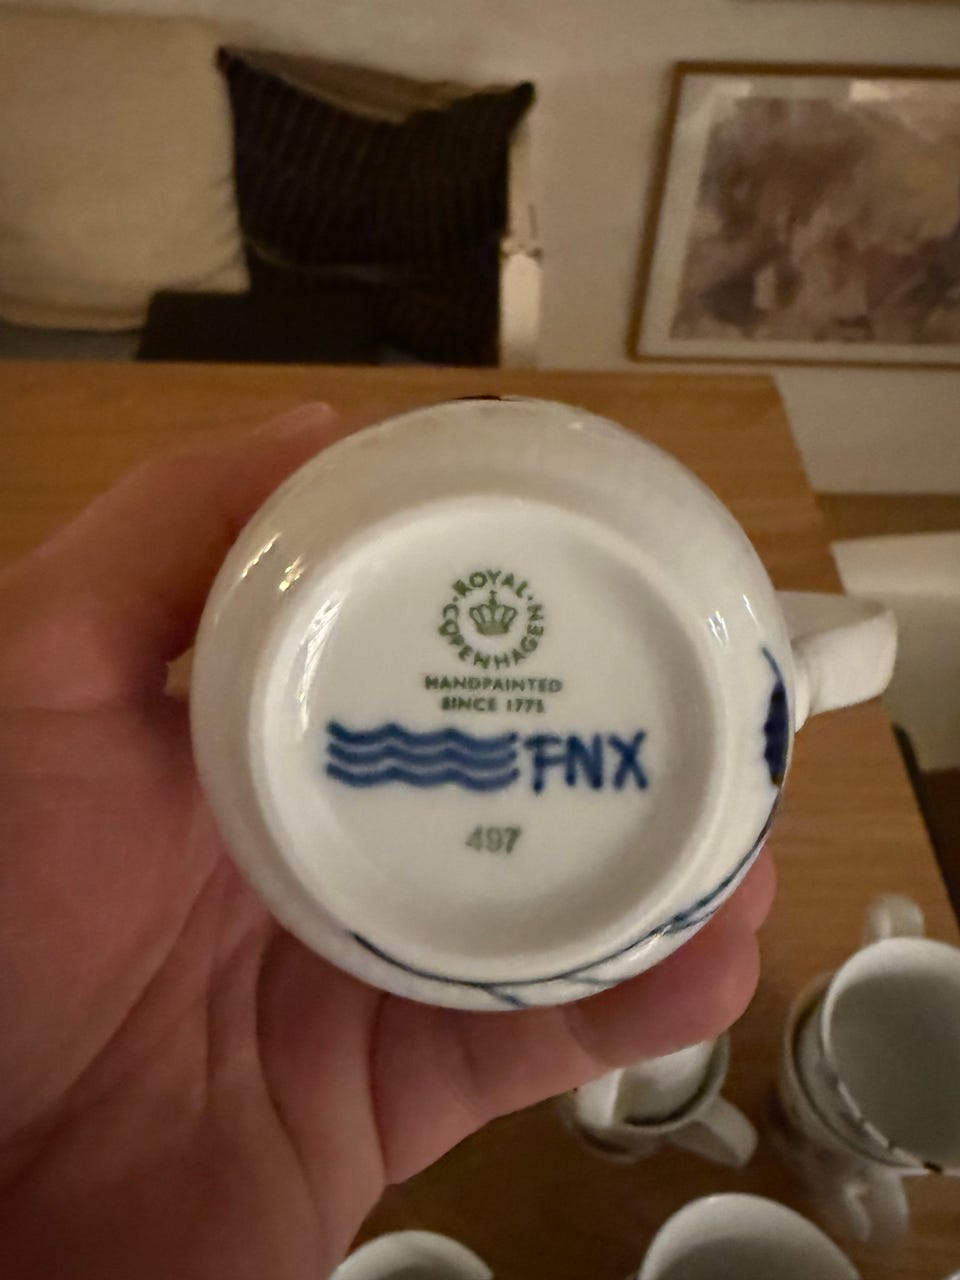 ROYAL COPENHAGEN
HANDPAINTED
SINCE 1775
FNX
497